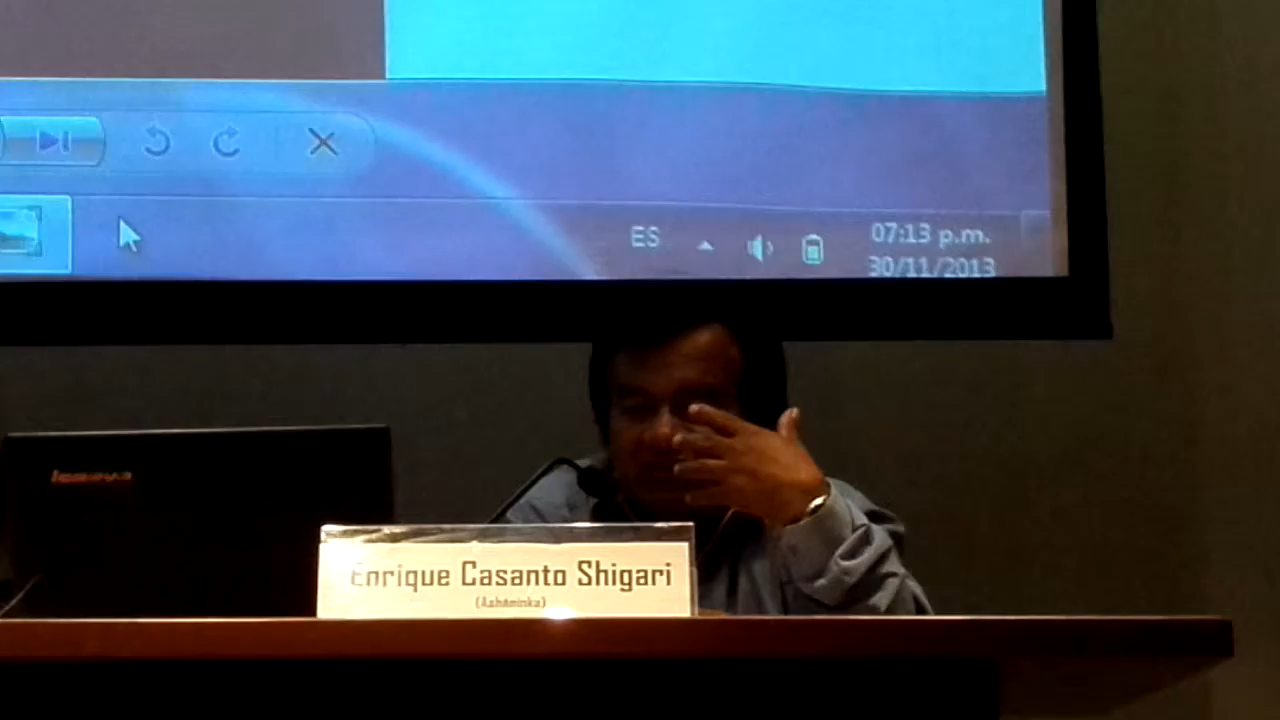 ES
07:13 p.m.
30/11/2013
lenovo
Enrique Casanto Shigari
(Asháninka)